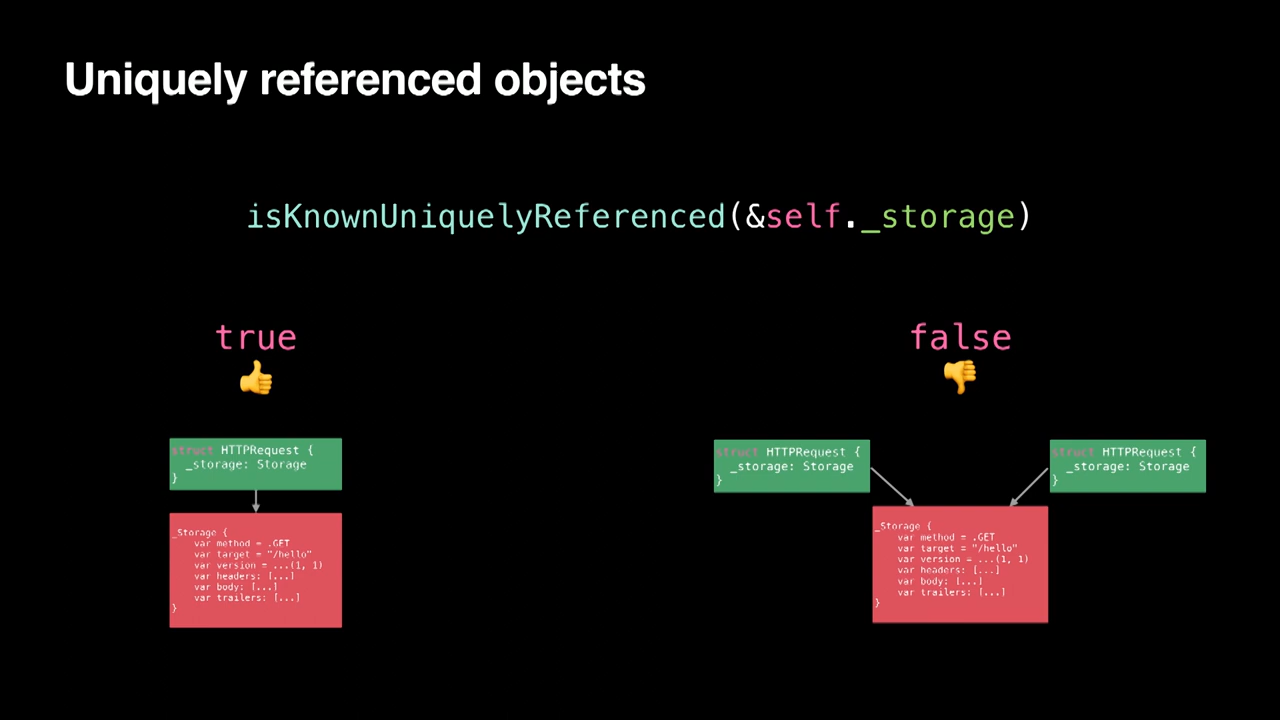 Uniquely referenced objects
isKnownUniquelyReferenced(&self._storage)
true
false
struct HTTPRequest {
_storage: Storage
}
_Storage {
var method = .GET
var target = "/hello"
var version = ...(1, 1)
var headers: [...]
var body: [...]
var trailers: [...]
}
struct HTTPRequest {
_storage: Storage
}
struct HTTPRequest {
_storage: Storage
}
_Storage {
var method = .GET
var target = "/hello"
var version = ...(1, 1)
var headers: [...]
var body: [...]
var trailers: [...]
}